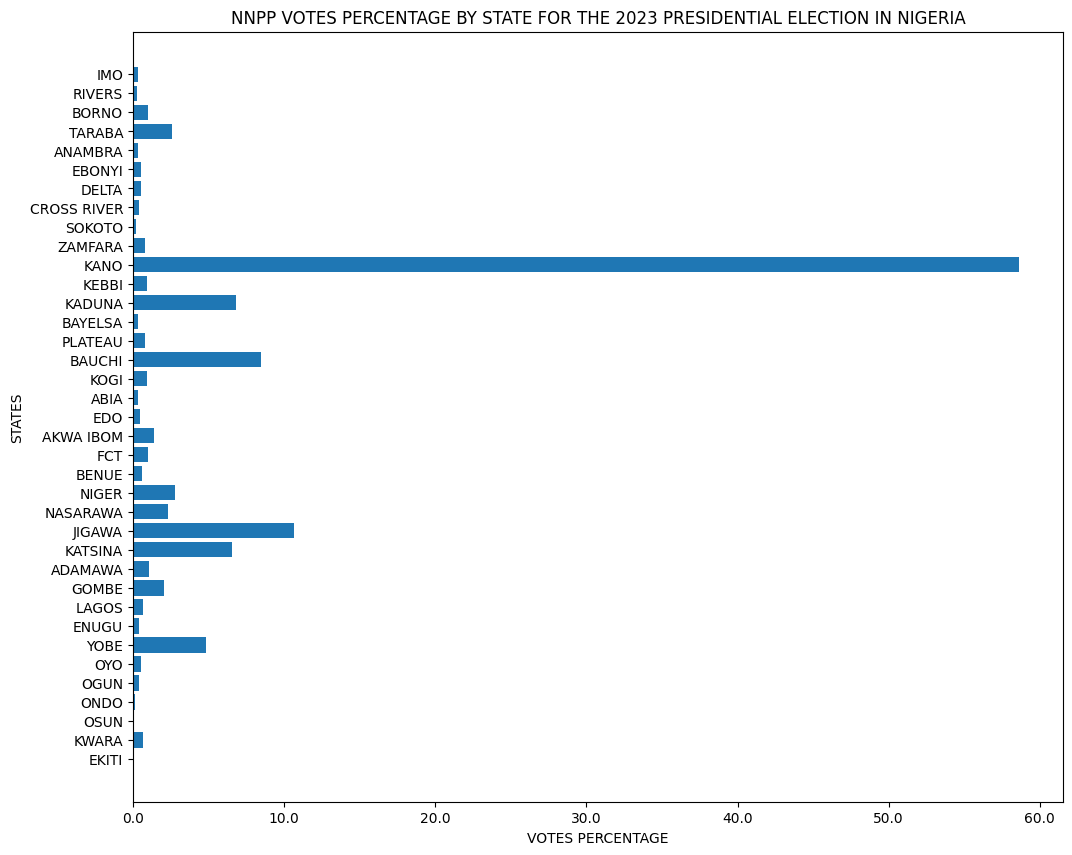 NNPP VOTES PERCENTAGE BY STATE FOR THE 2023 PRESIDENTIAL ELECTION IN NIGERIA
IMO
RIVERS
BORNO
TARABA
ANAMBRA
EBONYI
DELTA
CROSS RIVER
SOKOTO
ZAMFARA
KANO
KEBBI
KADUNA
BAYELSA
PLATEAU
BAUCHI
KOGI
ABIA
EDO
AKWA IBOM
FCT
BENUE
NIGER
NASARAWA
JIGAWA
KATSINA
ADAMAWA
GOMBE
LAGOS
ENUGU
YOBE
OYO
OGUN
ONDO
OSUN
KWARA
EKITI
STATES
0.0 10.0 20.0 30.0 40.0 50.0 60.0
VOTES PERCENTAGE